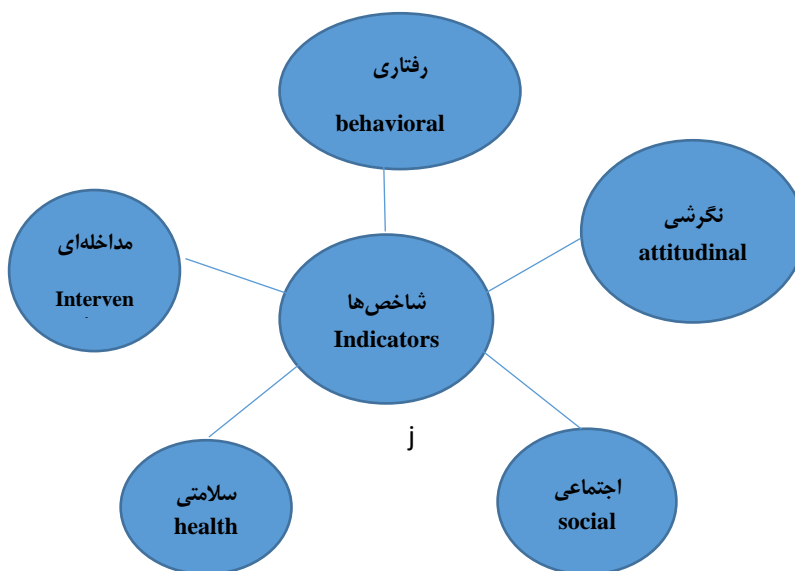 رفتاری
behavioral
نگرشی
attitudinal
مداخله‌ای
Interven
شاخص‌ها
Indicators
j
سلامتی
health
اجتماعی
social